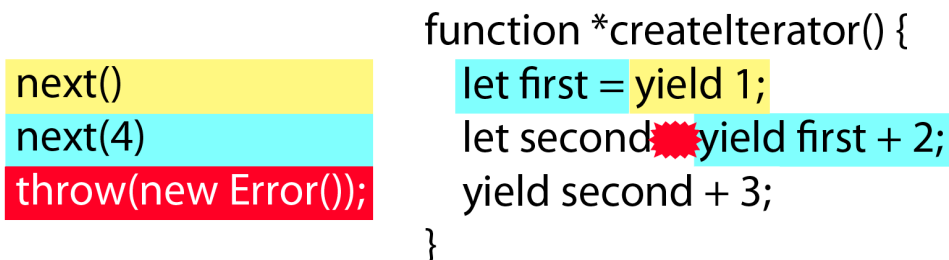 next()
next(4)
throw(new Error());
function *createIterator() {
let first = yield 1;
let second yield first + 2;
yield second + 3;
}